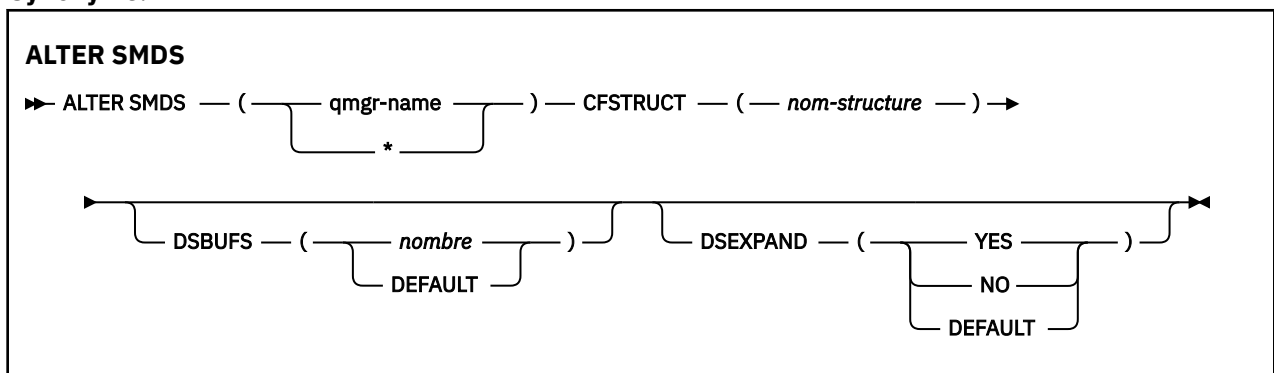 ALTER SMDS
ALTER SMDS ( qmgr-name ) CFSTRUCT ( nom-structure )
*
DSBUFS ( nombre ) DSEXPAND ( YES )
DEFAULT NO
DEFAULT